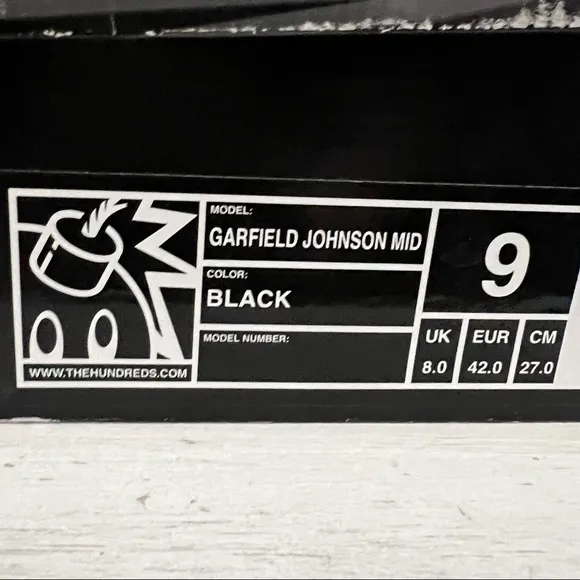 MODEL:
GARFIELD JOHNSON MID
COLOR:
BLACK
MODEL NUMBER:
WWW.THEHUNDREDS.COM
9
UK EUR CM
8.0 42.0 27.0